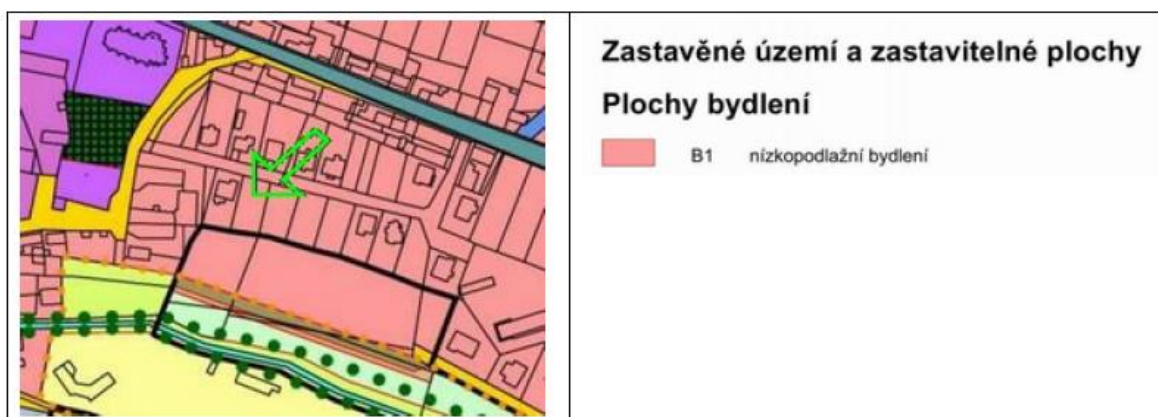 Zastavěné území a zastavitelné plochy
Plochy bydlení
B1 nízkopodlažní bydlení